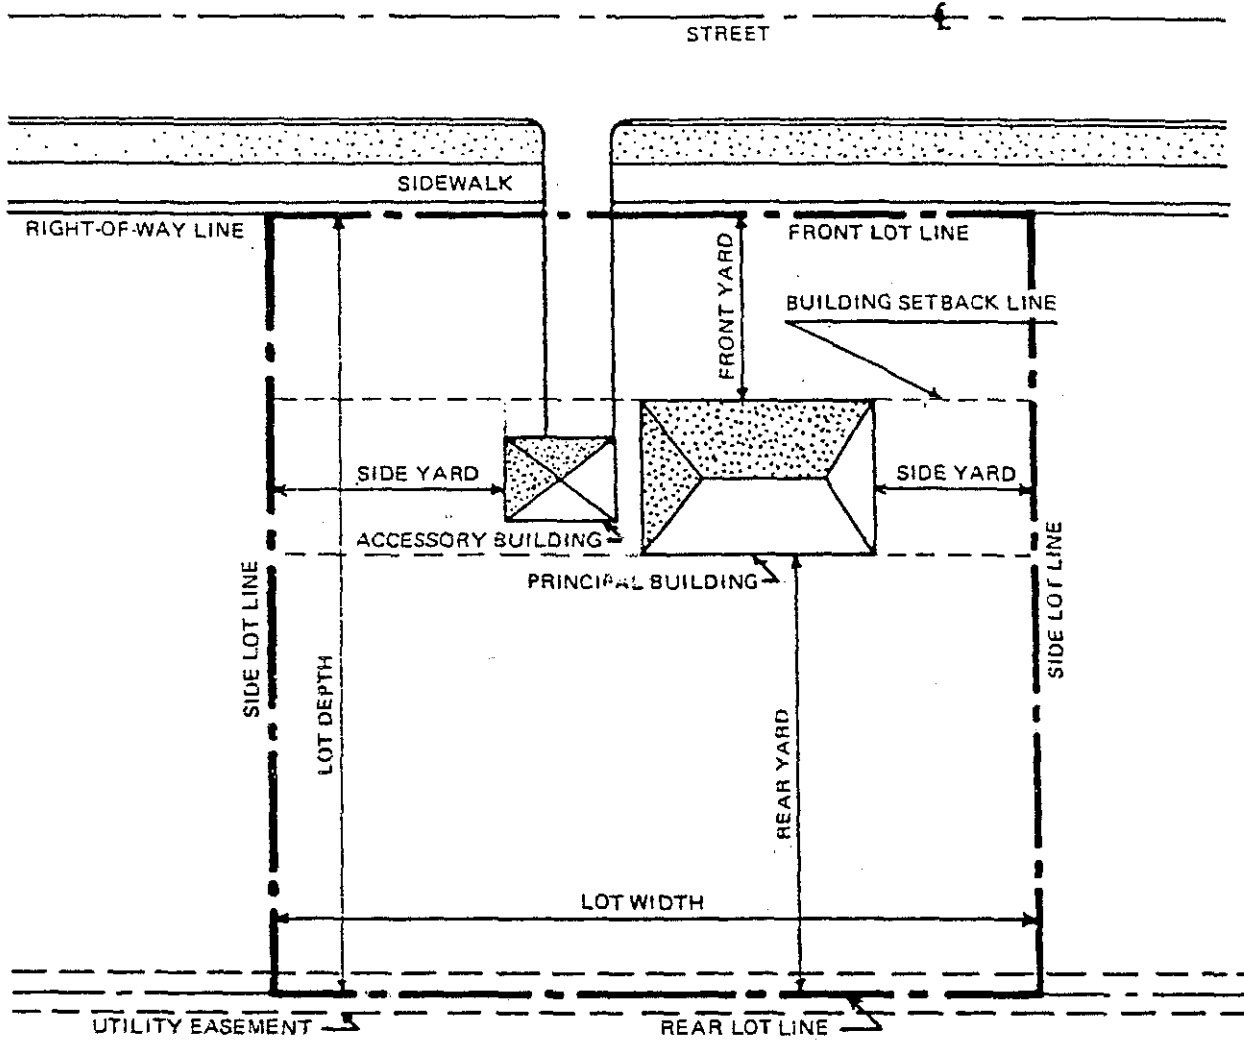 STREET
SIDEWALK
RIGHT-OF-WAY LINE
FRONT LOT LINE
FRONT YARD
BUILDING SETBACK LINE
SIDE YARD
SIDE YARD
ACCESSORY BUILDING
PRINCIPAL BUILDING
SIDE LOT LINE
SIDE LOT LINE
LOT DEPTH
REAR YARD
LOT WIDTH
UTILITY EASEMENT
REAR LOT LINE